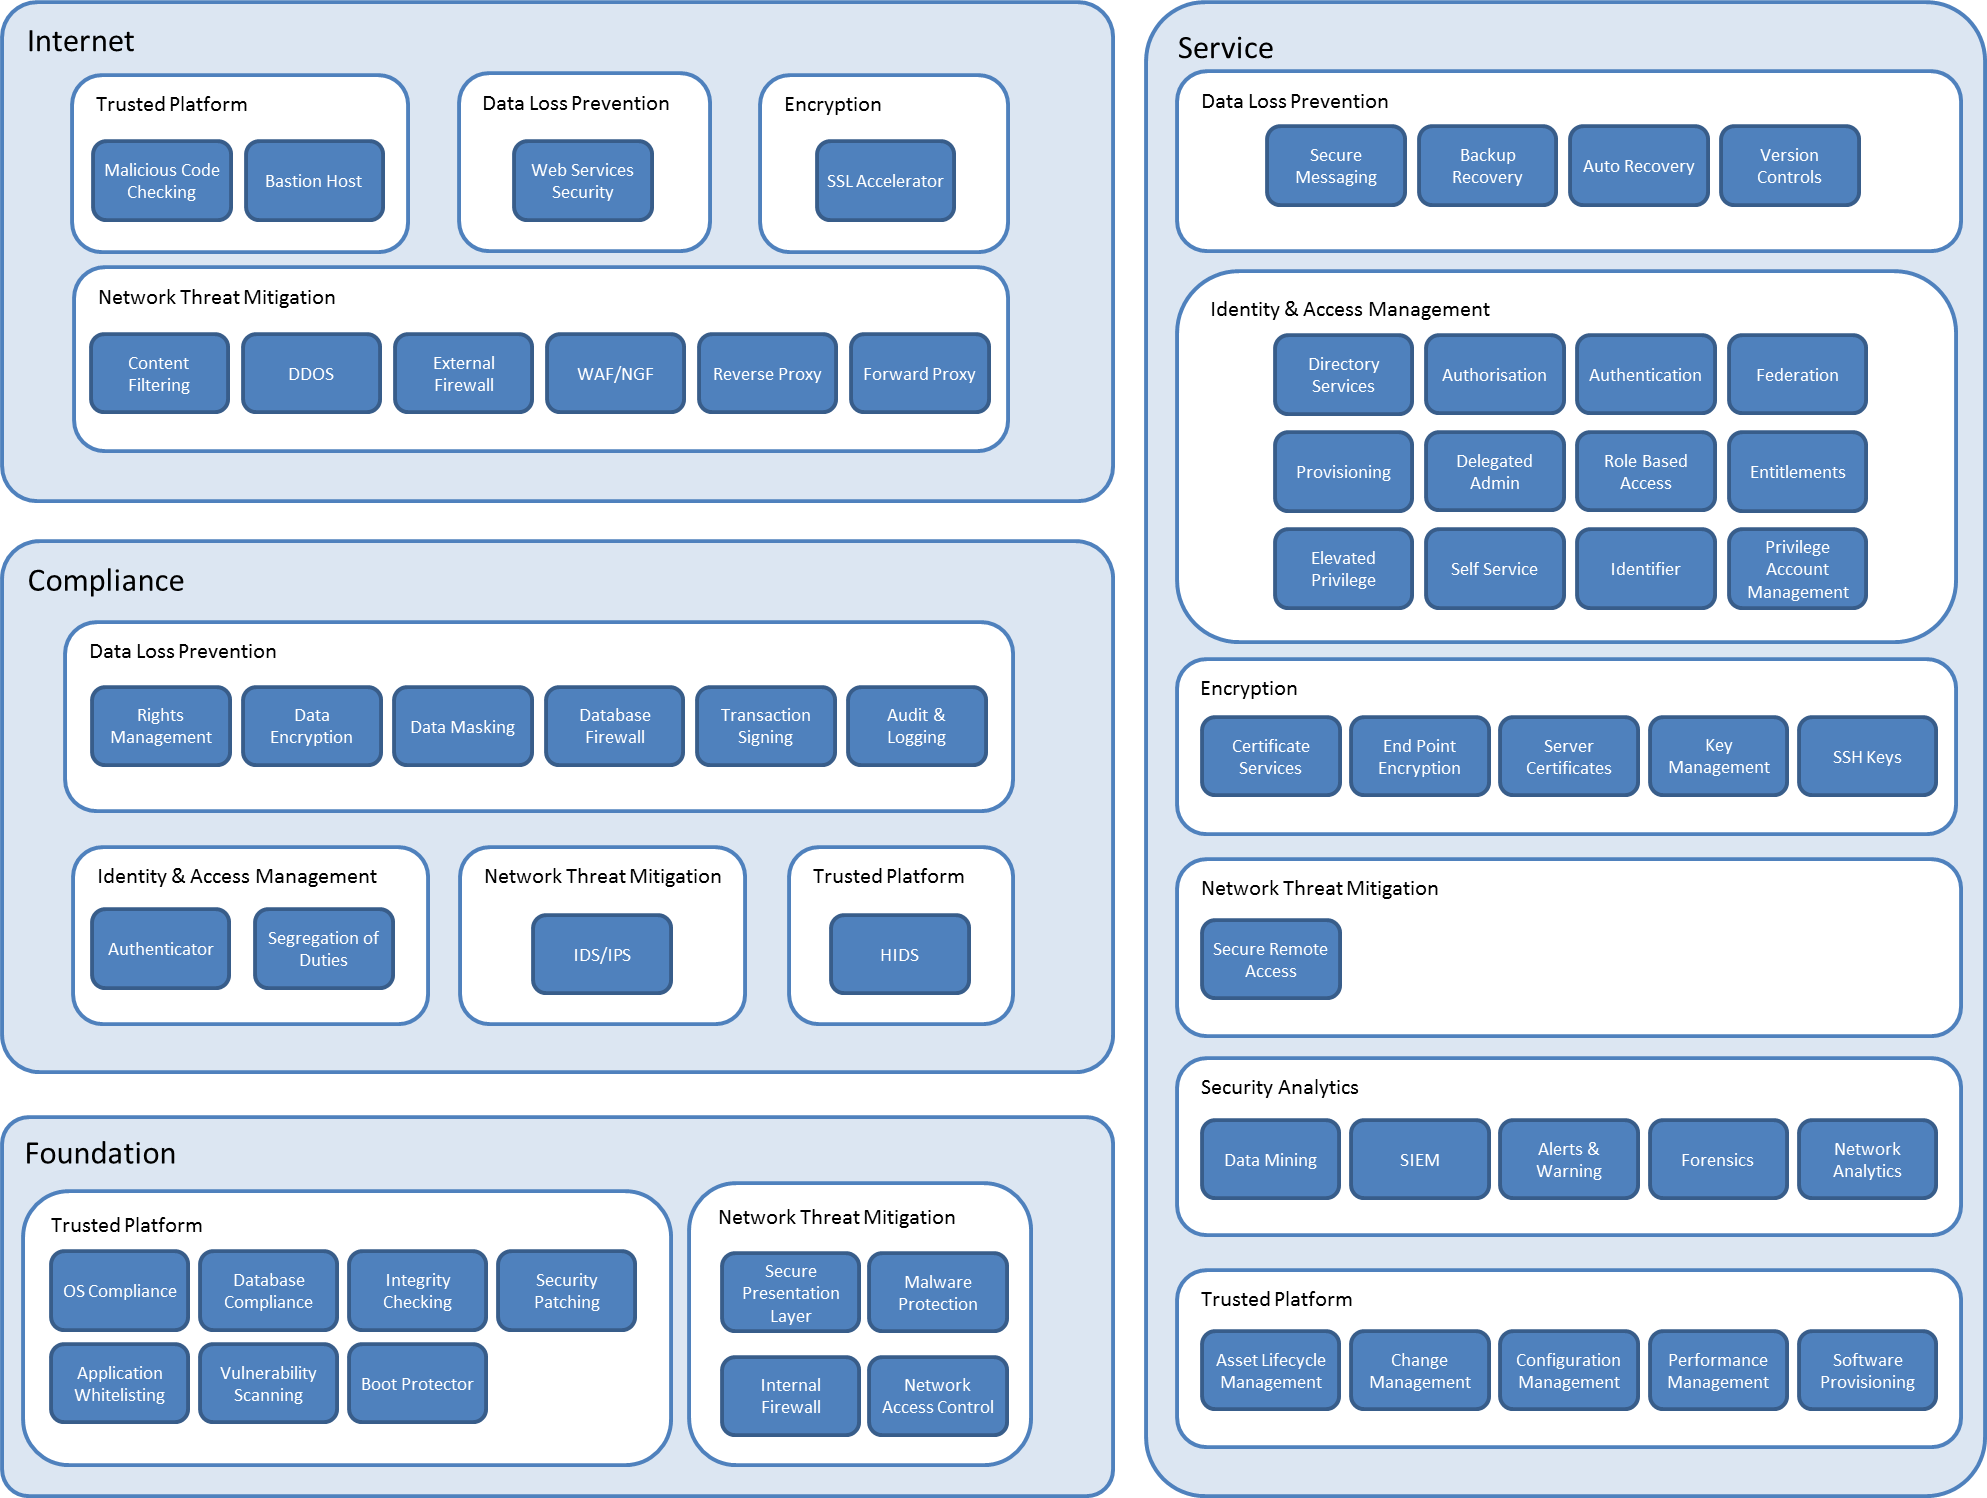 Internet
Trusted Platform
Malicious Code
Checking
Bastion Host
Data Loss Prevention
Web Services
Security
Encryption
SSL Accelerator
Network Threat Mitigation
Content
Filtering
DDOS
External
Firewall
WAF/NGF
Reverse Proxy
Forward Proxy
Compliance
Data Loss Prevention
Rights
Management
Data
Encryption
Data Masking
Database
Firewall
Transaction
Signing
Audit &
Logging
Identity & Access Management
Authenticator
Segregation of
Duties
Network Threat Mitigation
IDS/IPS
Trusted Platform
HIDS
Foundation
Trusted Platform
OS Compliance
Database
Compliance
Integrity
Checking
Security
Patching
Application
Whitelisting
Vulnerability
Scanning
Boot Protector
Network Threat Mitigation
Secure
Presentation
Layer
Malware
Protection
Internal
Firewall
Network
Access Control
Service
Data Loss Prevention
Secure
Messaging
Backup
Recovery
Auto Recovery
Version
Controls
Identity & Access Management
Directory
Services
Authorisation
Authentication
Federation
Provisioning
Delegated
Admin
Role Based
Access
Entitlements
Elevated
Privilege
Self Service
Identifier
Privilege
Account
Management
Encryption
Certificate
Services
End Point
Encryption
Server
Certificates
Key
Management
SSH Keys
Network Threat Mitigation
Secure Remote
Access
Security Analytics
Data Mining
SIEM
Alerts &
Warning
Forensics
Network
Analytics
Trusted Platform
Asset Lifecycle
Management
Change
Management
Configuration
Management
Performance
Management
Software
Provisioning